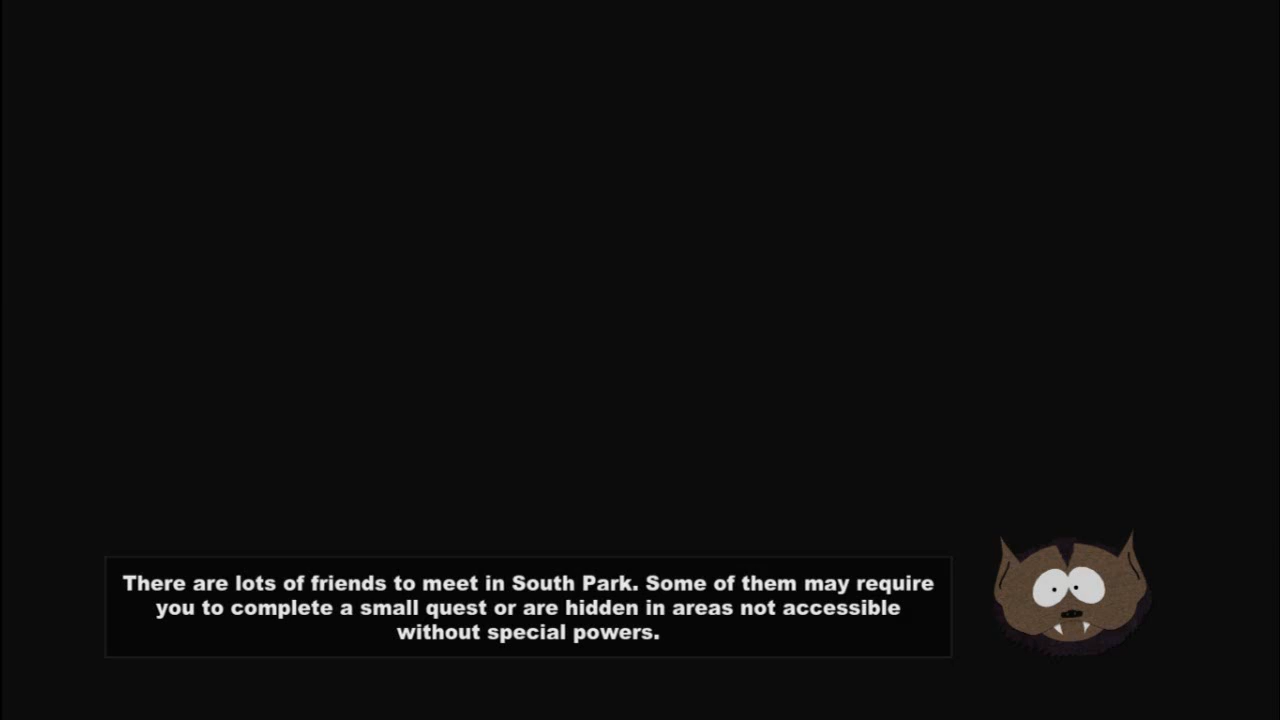 There are lots of friends to meet in South Park. Some of them may require
you to complete a small quest or are hidden in areas not accessible
without special powers.